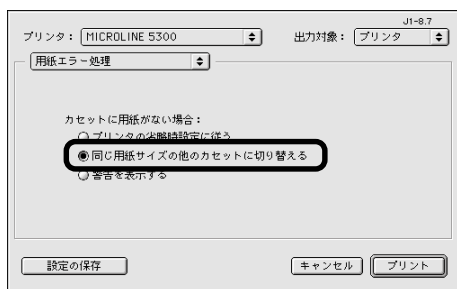 J1-8.7
プリンタ： MICROLINE 5300 出力対象： プリンタ
用紙エラー処理
カセットに用紙がない場合：
プリンタの省略時設定に従う
同じ用紙サイズの他のカセットに切り替える
警告を表示する
設定の保存 キャンセル プリント